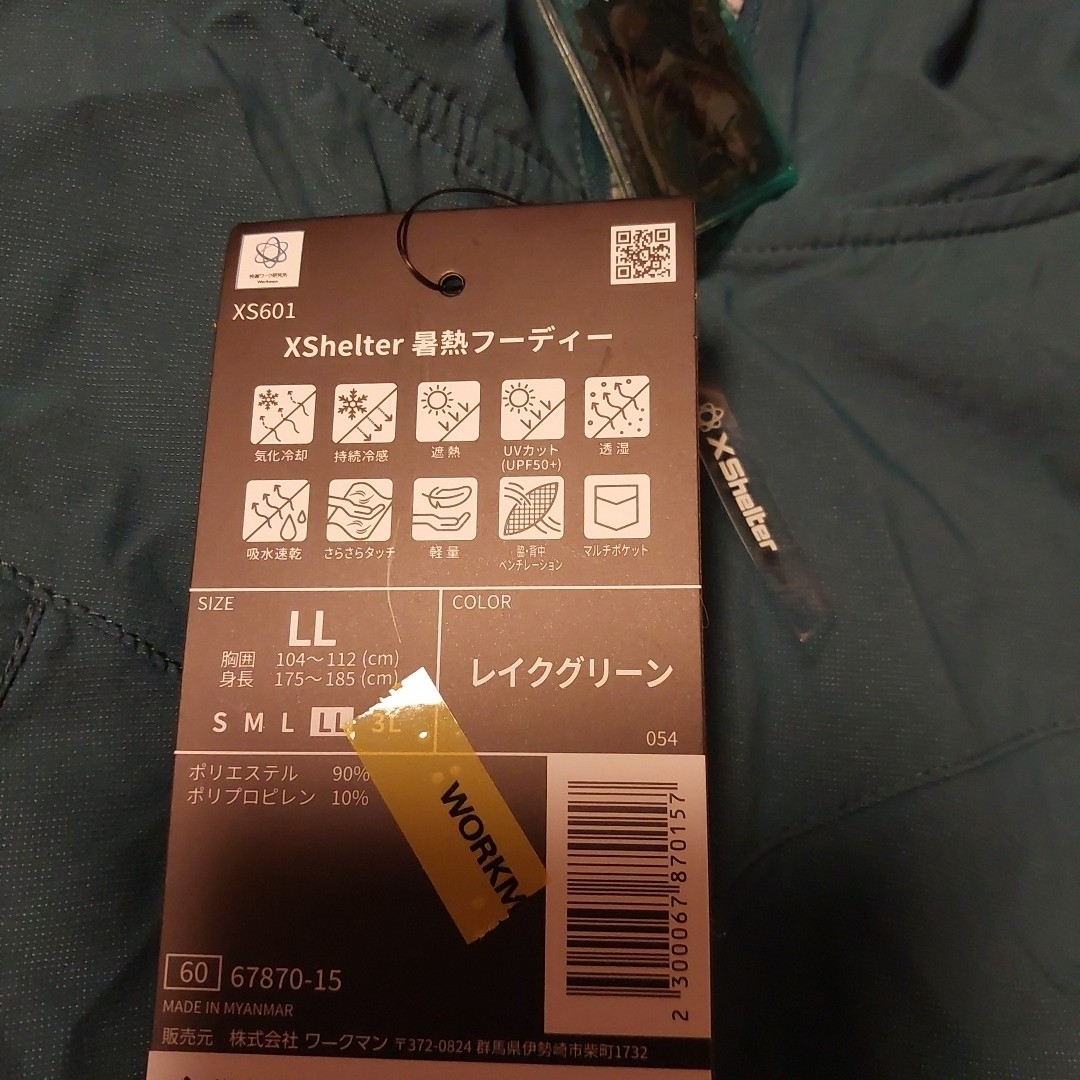 快適ワーク研究所
Workman
XS601
XShelter 暑熱フーディー
気化冷却
持続冷感
遮熱
UVカット
(UPF50+)
透湿
吸水速乾
さらさらタッチ
軽量
脇・背中
ベンチレーション
マルチポケット
SIZE
LL
胸囲 104～112 (cm)
身長 175～185 (cm)
S M L LL 3L
COLOR
レイクグリーン
054
ポリエステル 90%
ポリプロピレン 10%
WORKM
2 300067 870157
60 67870-15
MADE IN MYANMAR
販売元 株式会社 ワークマン 〒372-0824 群馬県伊勢崎市柴町1732
XShelter